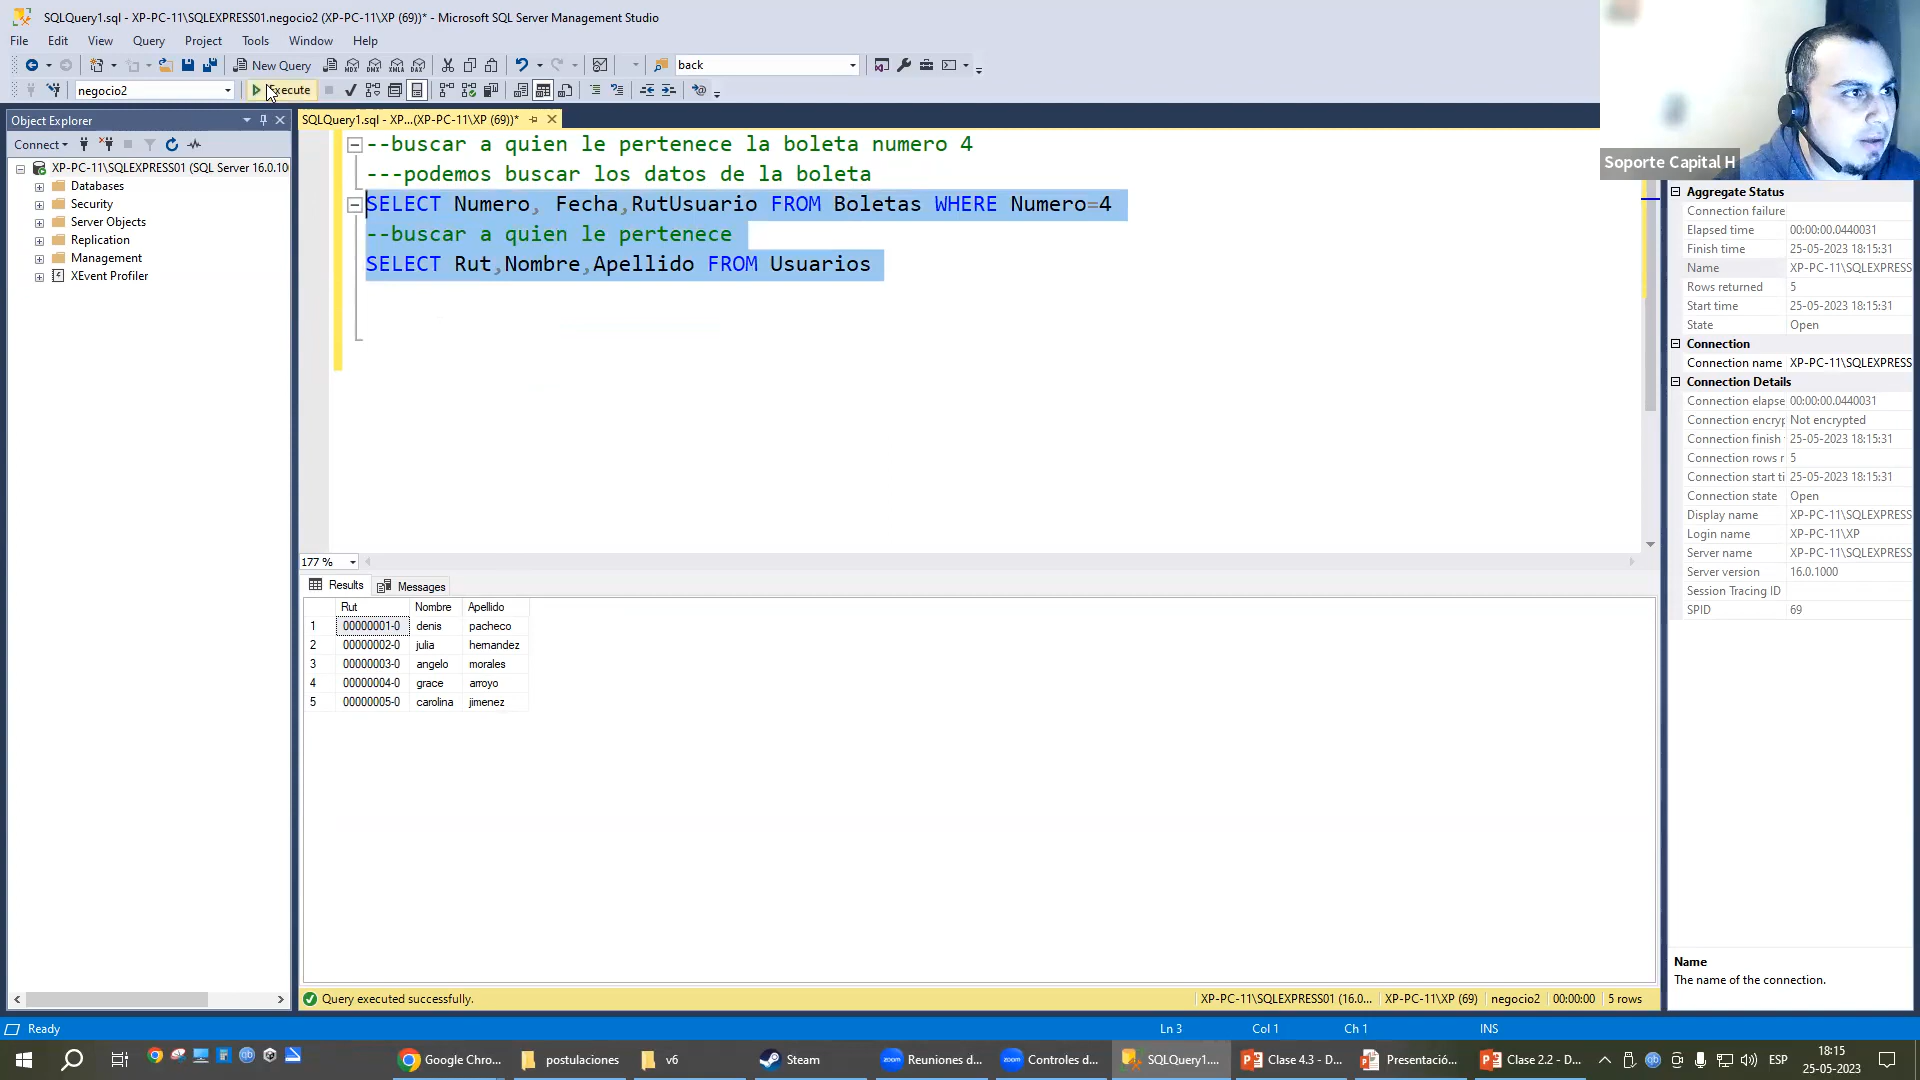 SQLQuery1.sql - XP-PC-11\SQLEXPRESS01.negocio2 (XP-PC-11\XP (69))* - Microsoft SQL Server Management Studio
File Edit View Query Project Tools Window Help
New Query
back
negocio2
Execute
Object Explorer
SQLQuery1.sql - XP...(XP-PC-11\XP (69))*
Connect
XP-PC-11\SQLEXPRESS01 (SQL Server 16.0.10
Databases
Security
Server Objects
Replication
Management
XEvent Profiler
--buscar a quien le pertenece la boleta numero 4
---podemos buscar los datos de la boleta
SELECT Numero, Fecha,RutUsuario FROM Boletas WHERE Numero=4
--buscar a quien le pertenece
SELECT Rut,Nombre,Apellido FROM Usuarios
177 %
Results Messages
Rut Nombre Apellido
1 00000001-0 denis pacheco
2 00000002-0 julia hernandez
3 00000003-0 angelo morales
4 00000004-0 grace arroyo
5 00000005-0 carolina jimenez
Query executed successfully.
XP-PC-11\SQLEXPRESS01 (16.0... XP-PC-11\XP (69) negocio2 00:00:00 5 rows
Soporte Capital H
Aggregate Status
Connection failure
Elapsed time 00:00:00.0440031
Finish time 25-05-2023 18:15:31
Name XP-PC-11\SQLEXPRESS
Rows returned 5
Start time 25-05-2023 18:15:31
State Open
Connection
Connection name XP-PC-11\SQLEXPRESS
Connection Details
Connection elapse 00:00:00.0440031
Connection encryp Not encrypted
Connection finish 25-05-2023 18:15:31
Connection rows r 5
Connection start ti 25-05-2023 18:15:31
Connection state Open
Display name XP-PC-11\SQLEXPRESS
Login name XP-PC-11\XP
Server name XP-PC-11\SQLEXPRESS
Server version 16.0.1000
Session Tracing ID
SPID 69
Name
The name of the connection.
Ready
Ln 3 Col 1 Ch 1 INS
Google Chro... postulaciones v6 Steam Reuniones d... Controles d... SQLQuery1.... Clase 4.3 - D... Presentació... Clase 2.2 - D... ESP
18:15
25-05-2023